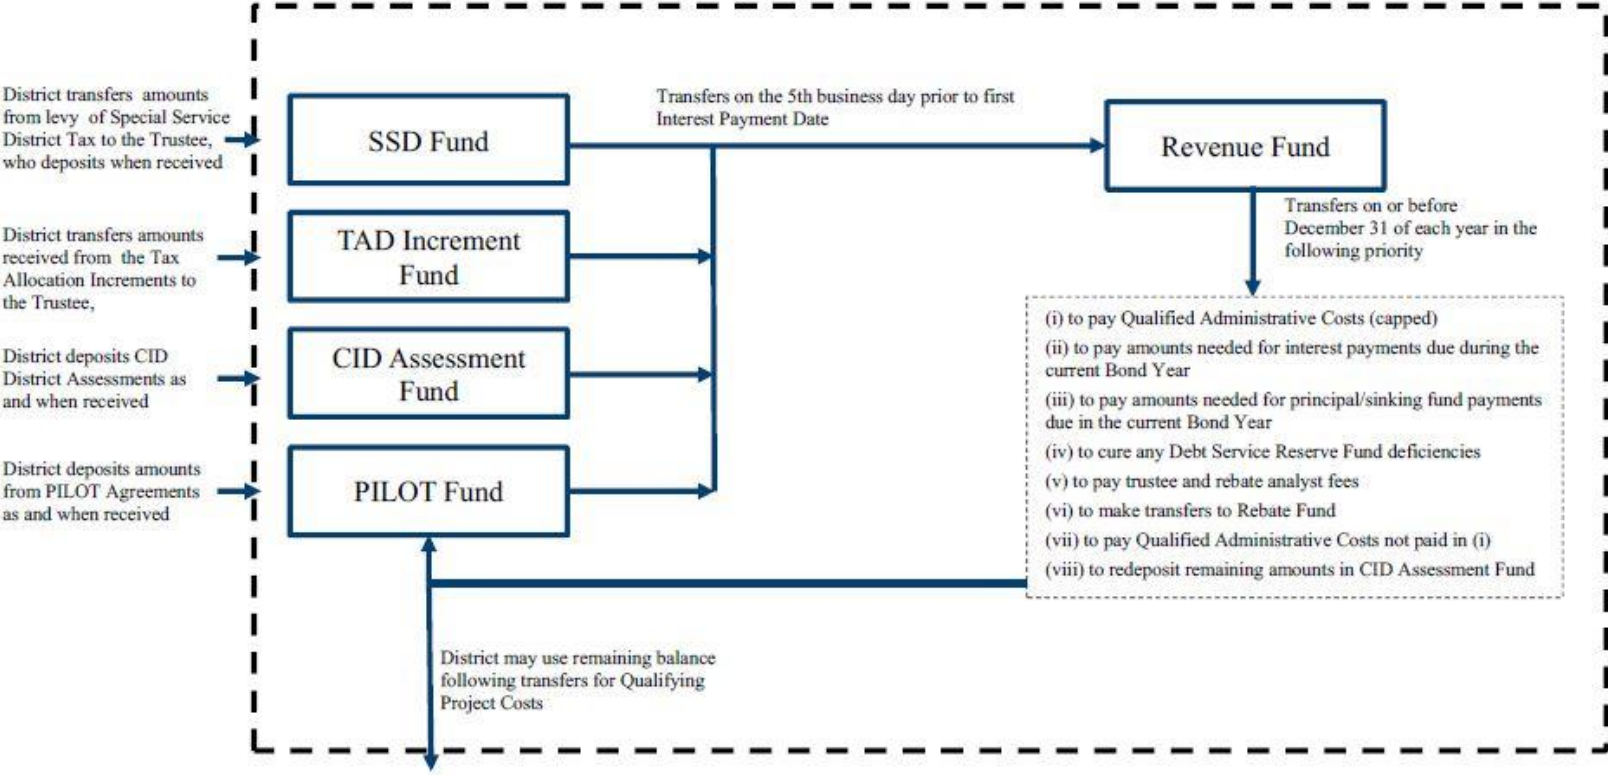 District transfers amounts
from levy of Special Service
District Tax to the Trustee,
who deposits when received
SSD Fund
Transfers on the 5th business day prior to first
Interest Payment Date
Revenue Fund
Transfers on or before
December 31 of each year in the
following priority
District transfers amounts
received from the Tax
Allocation Increments to
the Trustee,
TAD Increment
Fund
District deposits CID
District Assessments as
and when received
CID Assessment
Fund
District deposits amounts
from PILOT Agreements
as and when received
PILOT Fund
(i) to pay Qualified Administrative Costs (capped)
(ii) to pay amounts needed for interest payments due during the
current Bond Year
(iii) to pay amounts needed for principal/sinking fund payments
due in the current Bond Year
(iv) to cure any Debt Service Reserve Fund deficiencies
(v) to pay trustee and rebate analyst fees
(vi) to make transfers to Rebate Fund
(vii) to pay Qualified Administrative Costs not paid in (i)
(viii) to redeposit remaining amounts in CID Assessment Fund
District may use remaining balance
following transfers for Qualifying
Project Costs